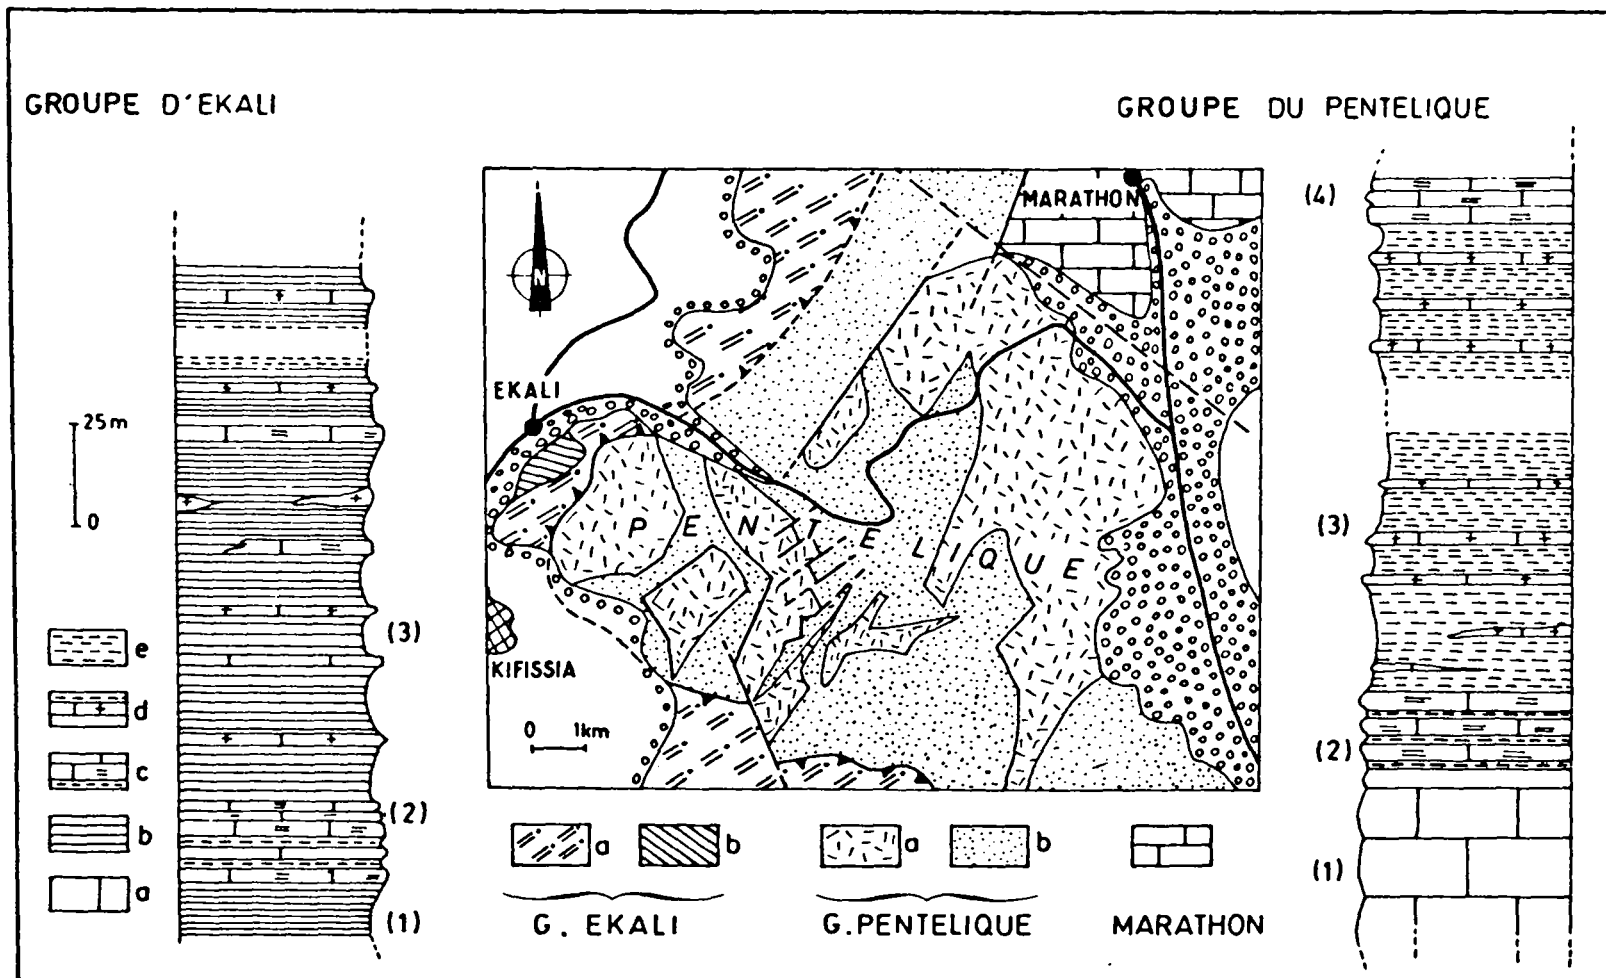 GROUPE D'EKALI
GROUPE DU PENTELIQUE
25m
0
e
d
c
b
a
(3)
(2)
(1)
N
MARATHON
EKALI
PENTELIQUE
KIFISSIA
0 1km
a b
a b
G. EKALI
G. PENTELIQUE
MARATHON
(4)
(3)
(2)
(1)